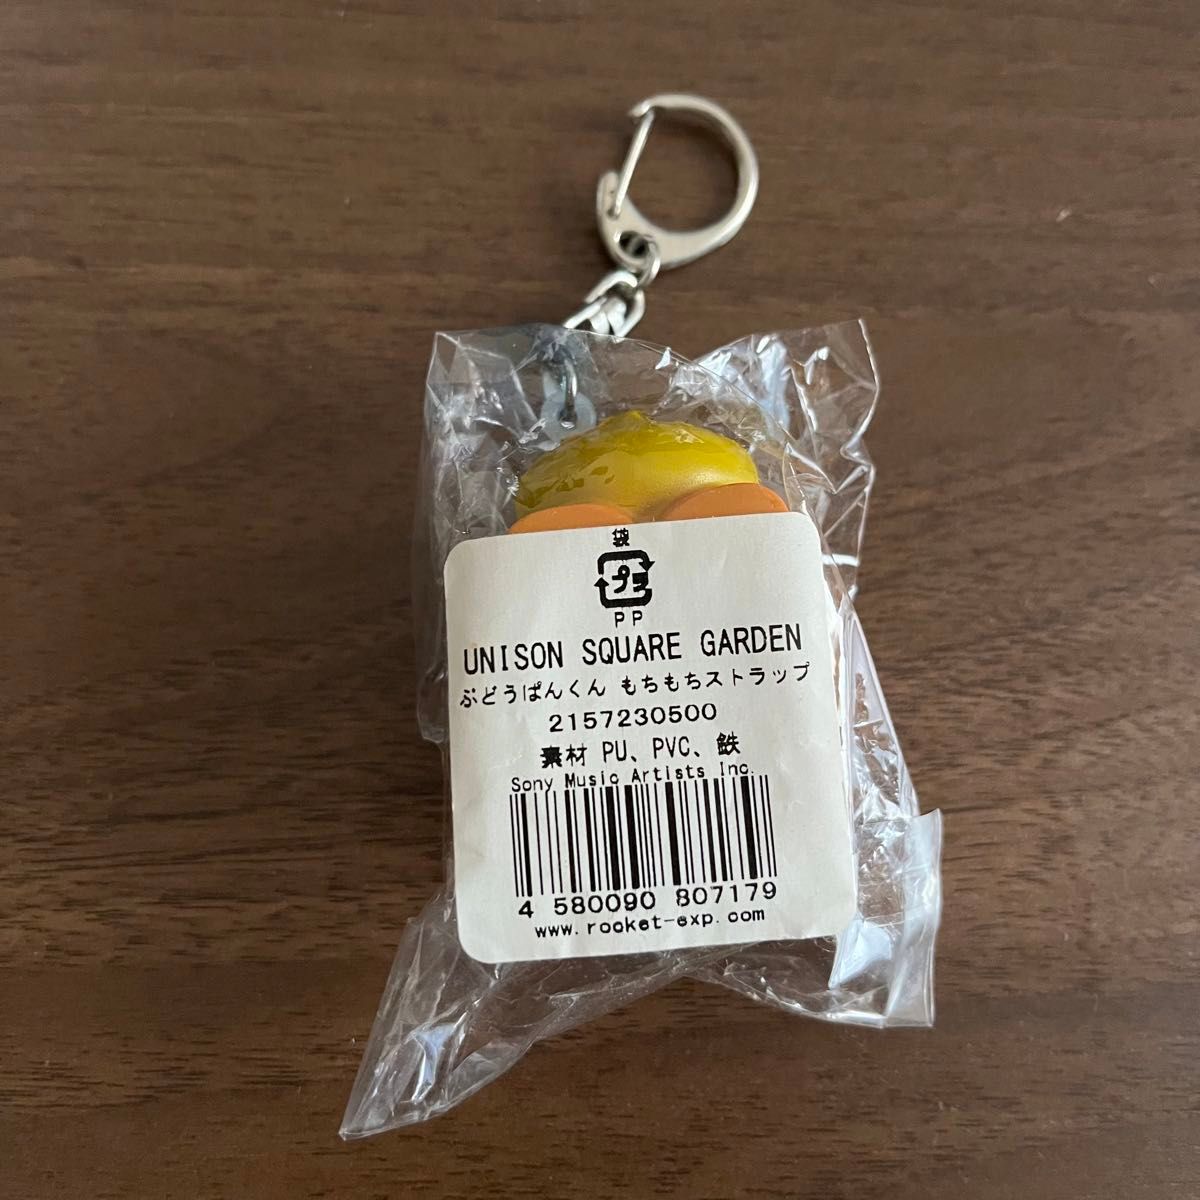 袋
プラ
PP
UNISON SQUARE GARDEN
ぶどうぱんくん もちもちストラップ
2157230500
素材 PU、PVC、鉄
Sony Music Artists Inc.
4 580090 807179
www.rocket-exp.com